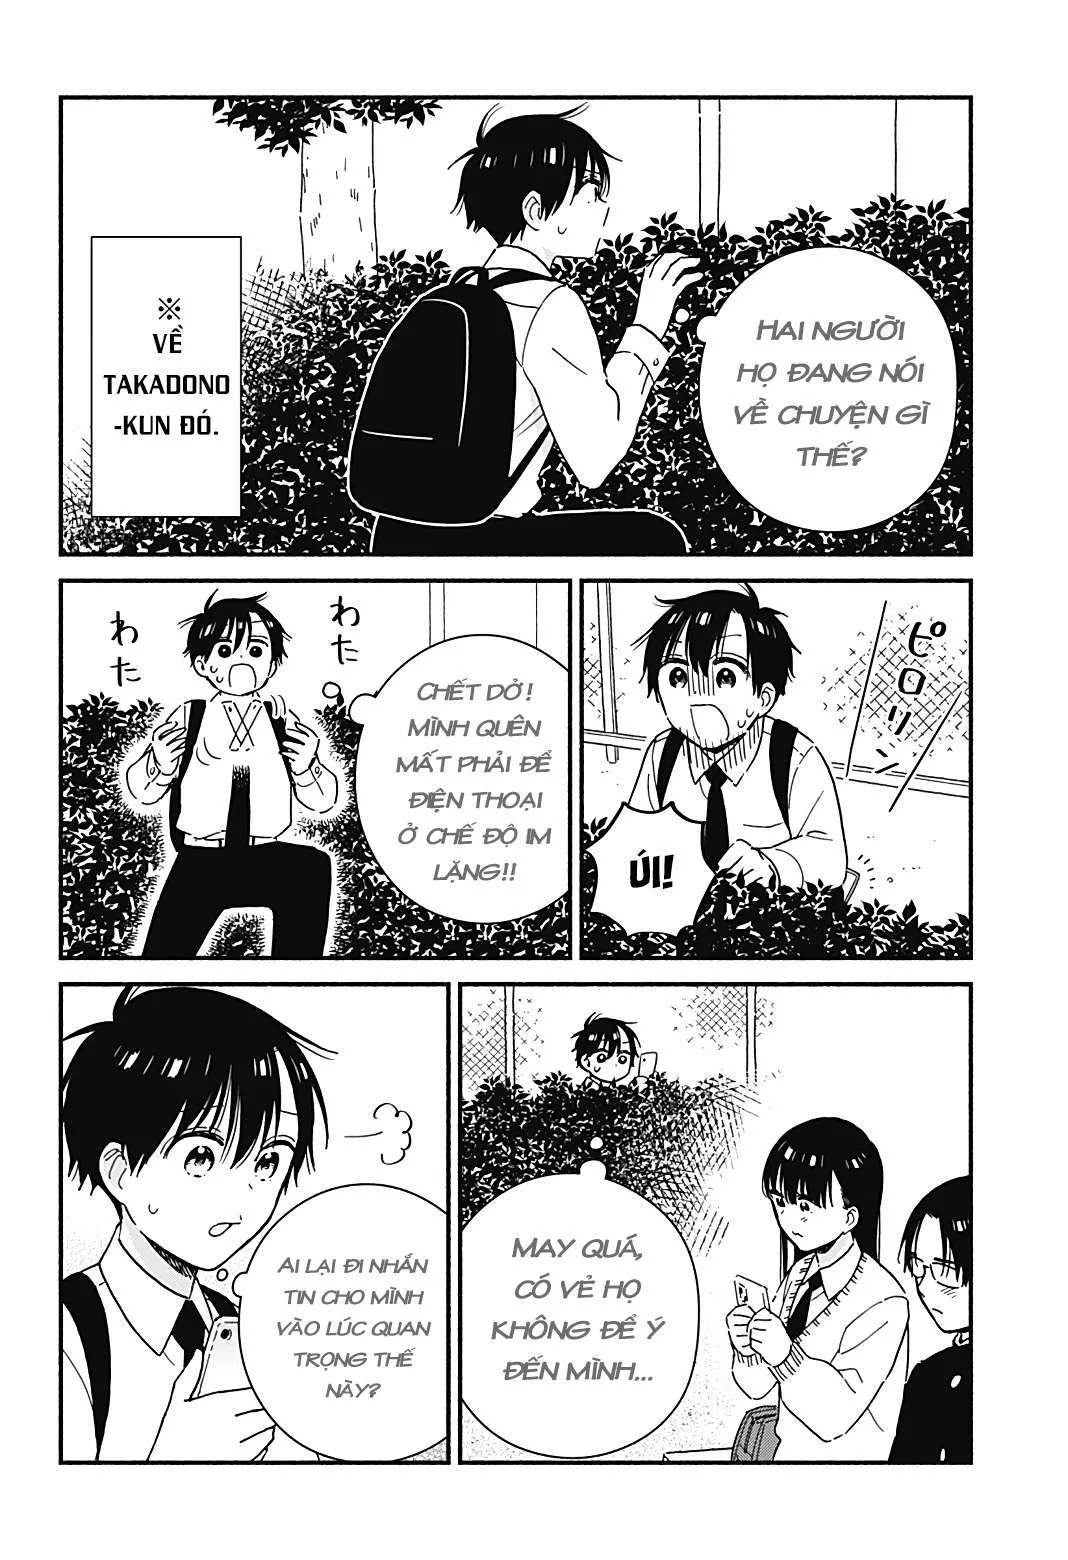 HAI NGƯỜI
HỌ ĐANG NÓI
VỀ CHUYỆN GÌ
THẾ?
※
VỀ
TAKADONO
-KUN ĐÓ.
ピロリン
ÚI!
わた
わた
CHẾT DỞ!
MÌNH QUÊN
MẤT PHẢI ĐỂ
ĐIỆN THOẠI
Ở CHẾ ĐỘ IM
LẶNG!!
MAY QUÁ,
CÓ VẺ HỌ
KHÔNG ĐỂ Ý
ĐẾN MÌNH...
AI LẠI ĐI NHẮN
TIN CHO MÌNH
VÀO LÚC QUAN
TRỌNG THẾ
NÀY?